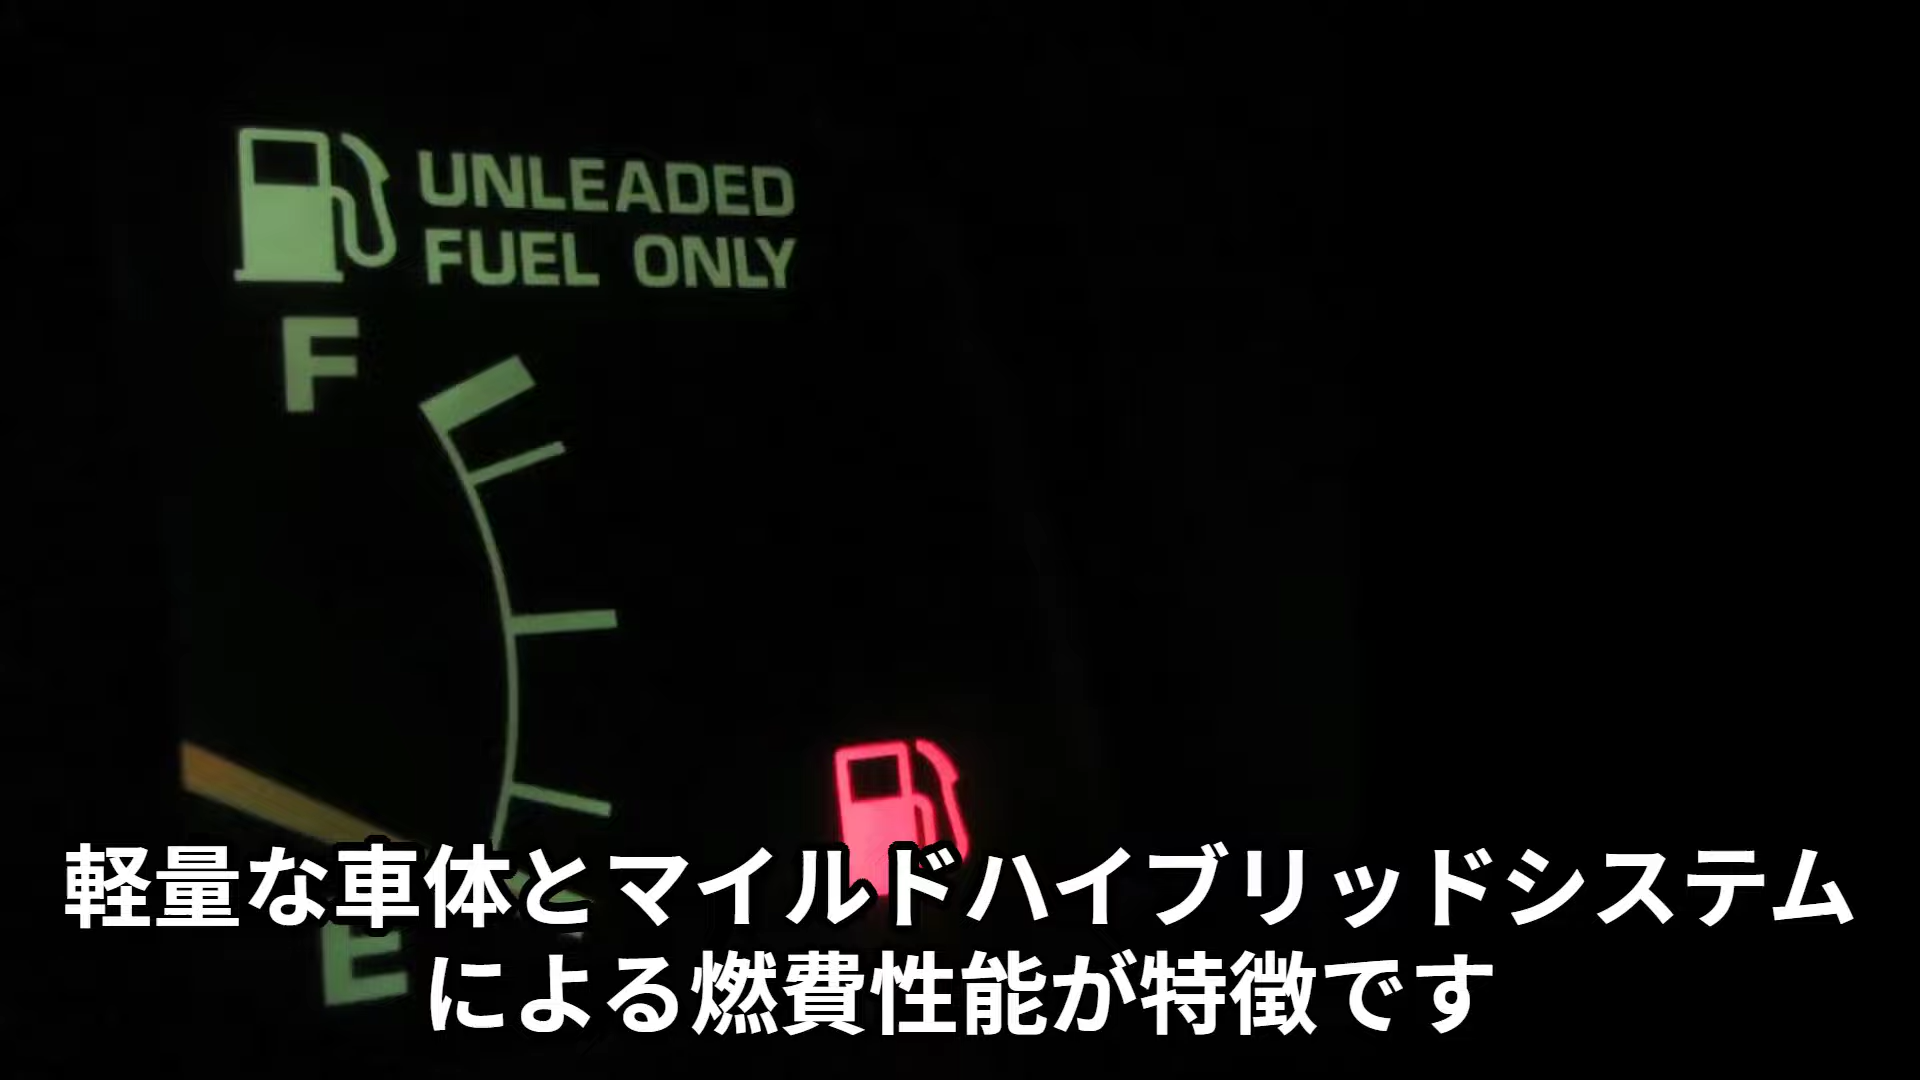 UNLEADED
FUEL ONLY
F
E
軽量な車体とマイルドハイブリッドシステム
による燃費性能が特徴です